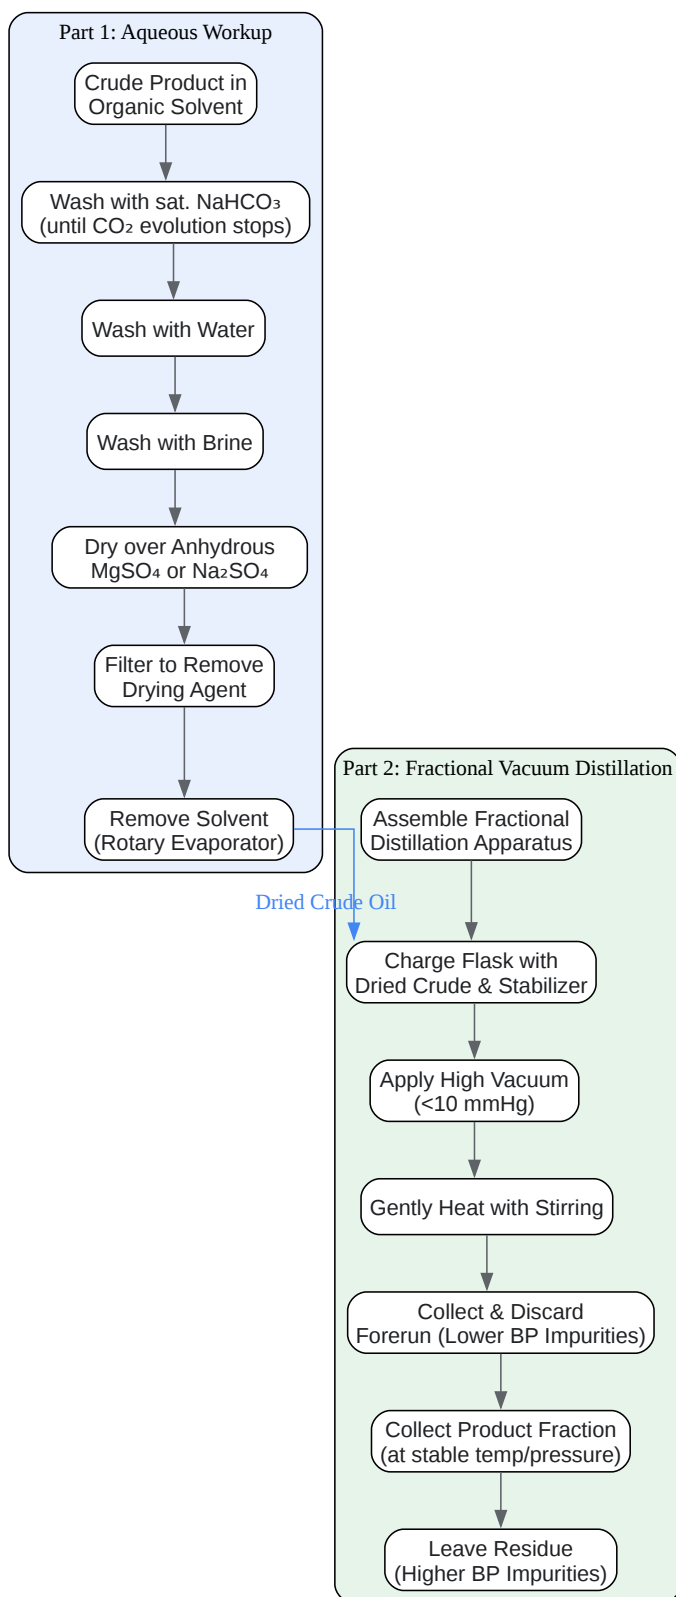 Part 1: Aqueous Workup
Crude Product in
Organic Solvent
Wash with sat. NaHCO₃
(until CO₂ evolution stops)
Wash with Water
Wash with Brine
Dry over Anhydrous
MgSO₄ or Na₂SO₄
Filter to Remove
Drying Agent
Remove Solvent
(Rotary Evaporator)
Dried Crude Oil
Part 2: Fractional Vacuum Distillation
Assemble Fractional
Distillation Apparatus
Charge Flask with
Dried Crude & Stabilizer
Apply High Vacuum
(<10 mmHg)
Gently Heat with Stirring
Collect & Discard
Forerun (Lower BP Impurities)
Collect Product Fraction
(at stable temp/pressure)
Leave Residue
(Higher BP Impurities)